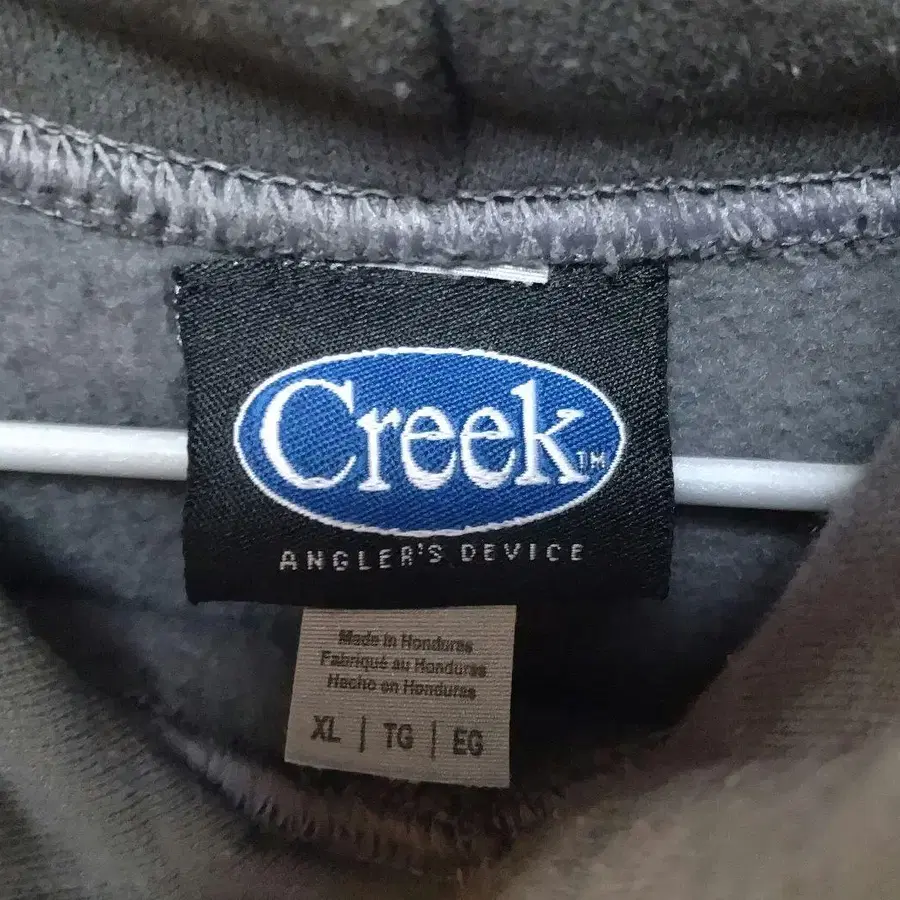 Creek TM
ANGLER'S DEVICE
Made in Honduras
Fabriqué au Honduras
Hecho en Honduras
XL | TG | EG